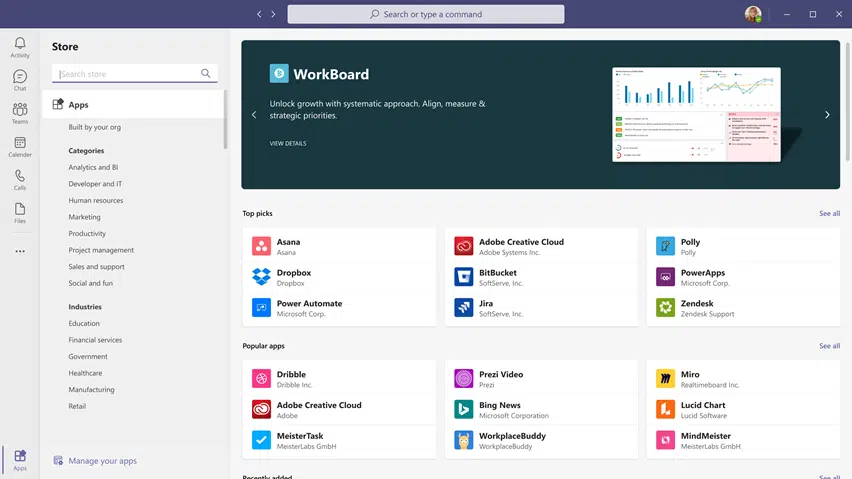 Search or type a command
Activity
Chat
Teams
Calender
Calls
Files
Apps
Store
Search store
Apps
Built by your org
Categories
Analytics and BI
Developer and IT
Human resources
Marketing
Productivity
Project management
Sales and support
Social and fun
Industries
Education
Financial services
Government
Healthcare
Manufacturing
Retail
Manage your apps
WorkBoard
Unlock growth with systematic approach. Align, measure &
strategic priorities.
VIEW DETAILS
Top picks
See all
Asana
Asana
Dropbox
Dropbox
Power Automate
Microsoft Corp.
Adobe Creative Cloud
Adobe Systems Inc.
BitBucket
SoftServe, Inc.
Jira
SoftServe, Inc.
Polly
Polly
PowerApps
Microsoft Corp.
Zendesk
Zendesk Support
Popular apps
See all
Dribble
Dribble Inc.
Adobe Creative Cloud
Adobe
MeisterTask
MeisterLabs GmbH
Prezi Video
Prezi
Bing News
Microsoft Corporation
WorkplaceBuddy
WorkplaceBuddy
Miro
Realtimeboard Inc.
Lucid Chart
Lucid Software
MindMeister
MeisterLabs GmbH
Recently added
See all